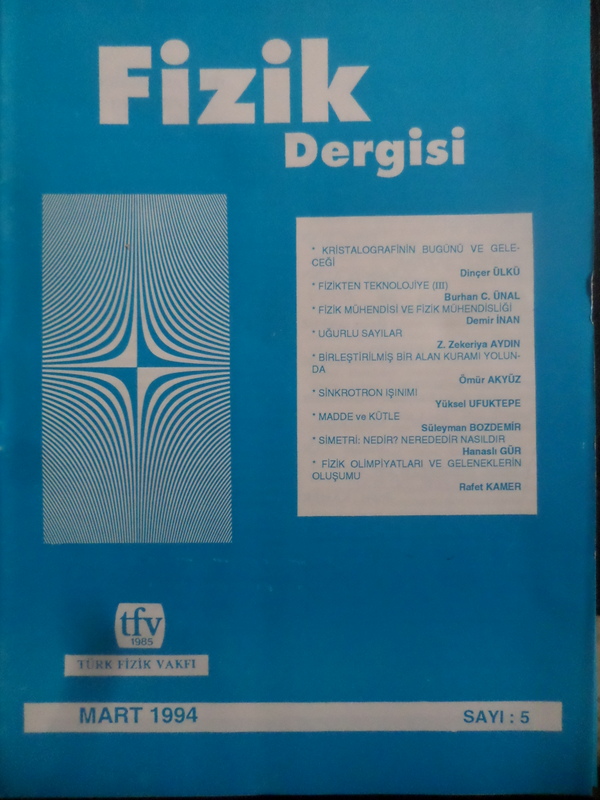 Fizik
Dergisi
* KRİSTALOGRAFİNİN BUGÜNÜ VE GELE-
CEĞİ
Dinçer ÜLKÜ
* FİZİKTEN TEKNOLOJİYE (III)
Burhan C. ÜNAL
* FİZİK MÜHENDİSİ VE FİZİK MÜHENDİSLİĞİ
Demir İNAN
* UĞURLU SAYILAR
Z. Zekeriya AYDIN
* BİRLEŞTİRİLMİŞ BİR ALAN KURAMI YOLUN-
DA
Ömür AKYÜZ
* SİNKROTRON IŞINIMI
Yüksel UFUKTEPE
* MADDE ve KÜTLE
Süleyman BOZDEMİR
* SİMETRİ: NEDİR? NEREDEDİR NASILDIR
Hanaslı GÜR
* FİZİK OLİMPİYATLARI VE GELENEKLERİN
OLUŞUMU
Rafet KAMER
tfv
1985
TÜRK FİZİK VAKFI
MART 1994
SAYI : 5